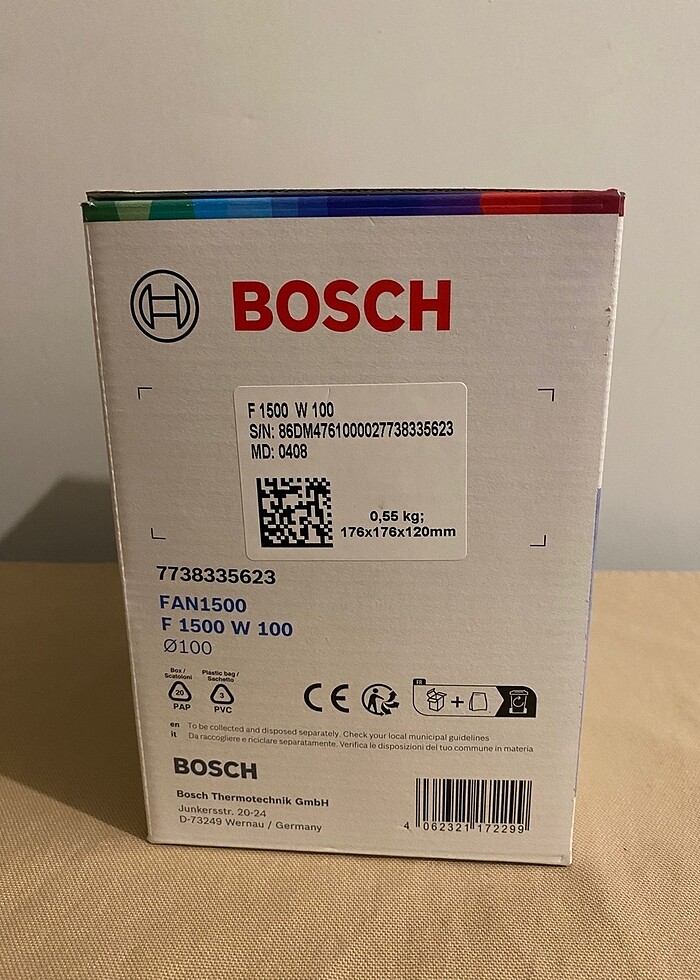 BOSCH
F 1500 W 100
S/N: 86DM4761000027738335623
MD: 0408
0,55 kg;
176x176x120mm
7738335623
FAN1500
F 1500 W 100
Ø100
Box /
Scatoloni
20
PAP
Plastic bag /
Sachetto
3
PVC
CE
FR
+
en To be collected and disposed separately. Check your local municipal guidelines
it Da raccogliere e riciclare separatamente. Verifica le disposizioni del tuo comune in materia
BOSCH
Bosch Thermotechnik GmbH
Junkersstr. 20-24
D-73249 Wernau / Germany
4 062321 172299